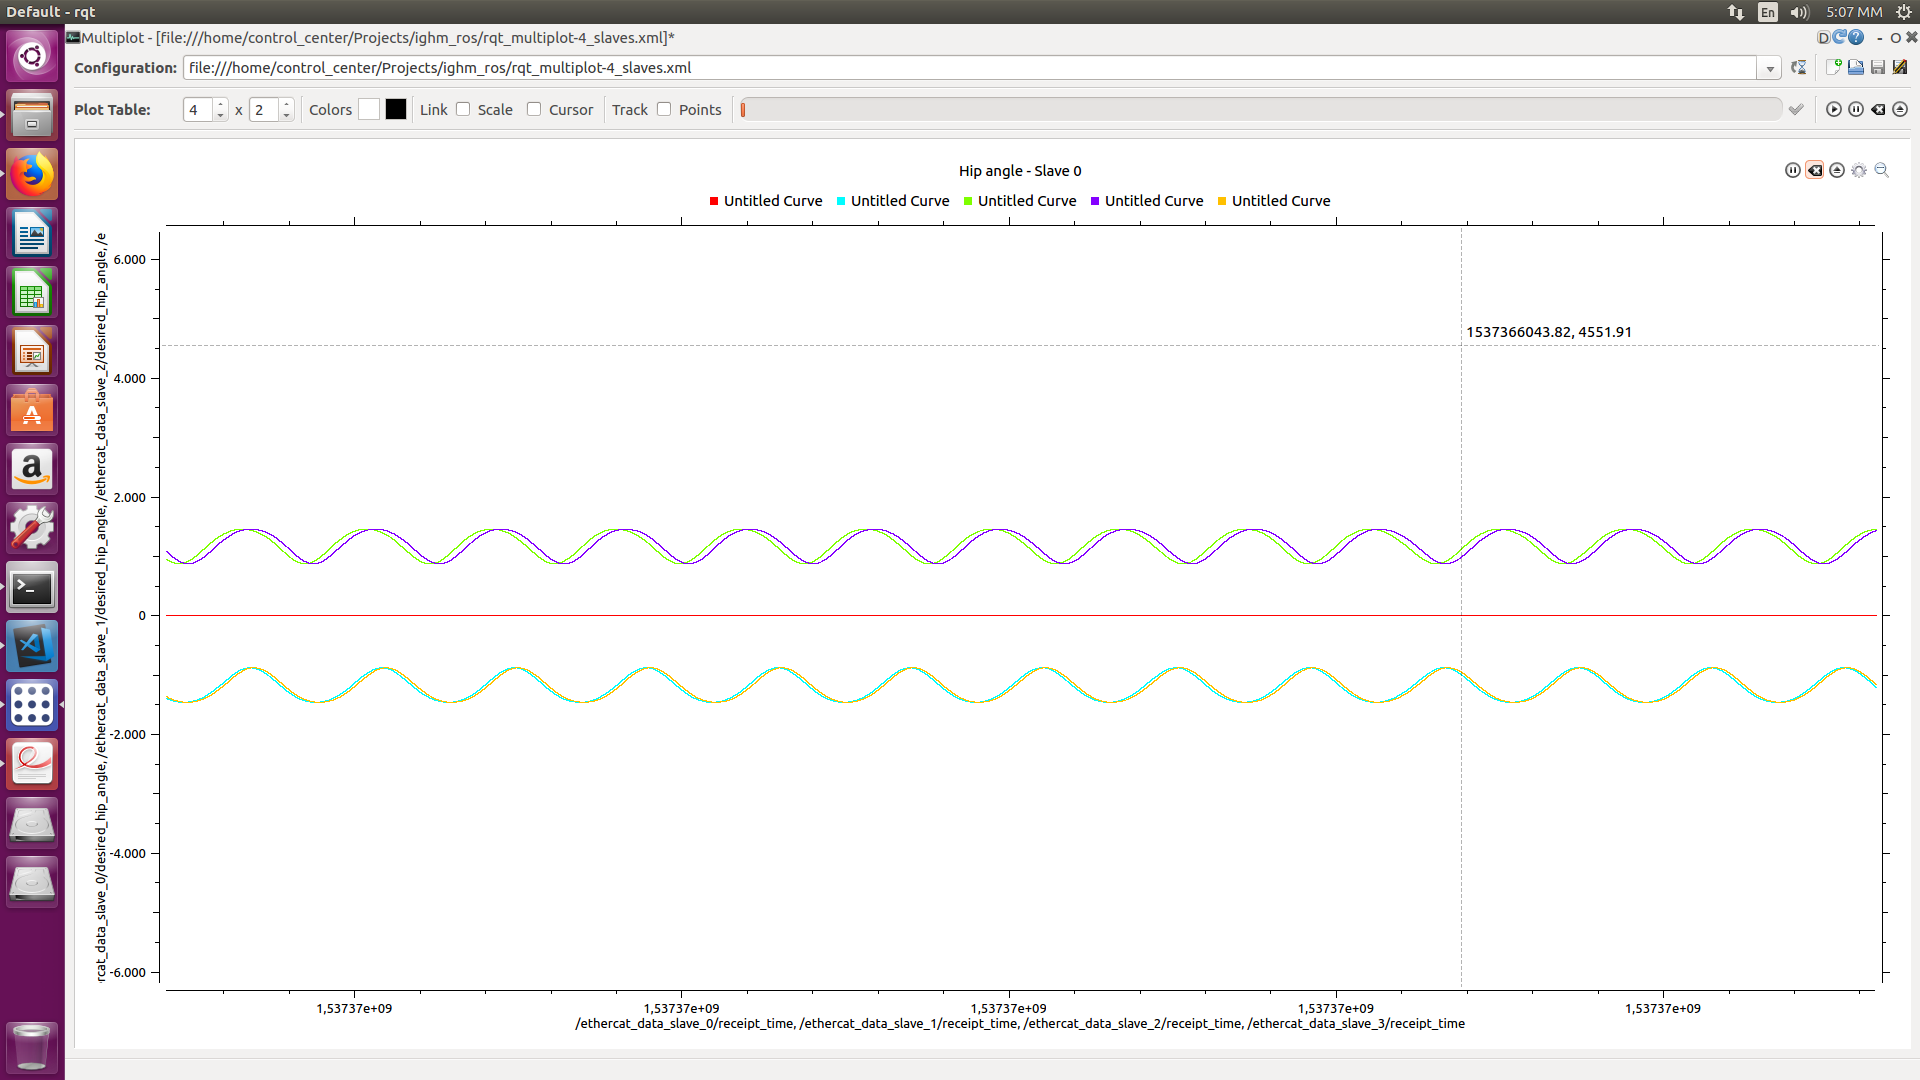 Default - rqt
En
5:07 MM
Multiplot - [file:///home/control_center/Projects/ighm_ros/rqt_multiplot-4_slaves.xml]*
D
- O
Configuration: file:///home/control_center/Projects/ighm_ros/rqt_multiplot-4_slaves.xml
Plot Table: 4 x 2 Colors Link Scale Cursor Track Points
Hip angle - Slave 0
Untitled Curve Untitled Curve Untitled Curve Untitled Curve Untitled Curve
6.000
1537366043.82, 4551.91
4.000
2.000
0
-2.000
-4.000
-6.000
rcat_data_slave_0/desired_hip_angle, /ethercat_data_slave_1/desired_hip_angle, /ethercat_data_slave_2/desired_hip_angle, /e
1,53737e+09 1,53737e+09 1,53737e+09 1,53737e+09 1,53737e+09
/ethercat_data_slave_0/receipt_time, /ethercat_data_slave_1/receipt_time, /ethercat_data_slave_2/receipt_time, /ethercat_data_slave_3/receipt_time